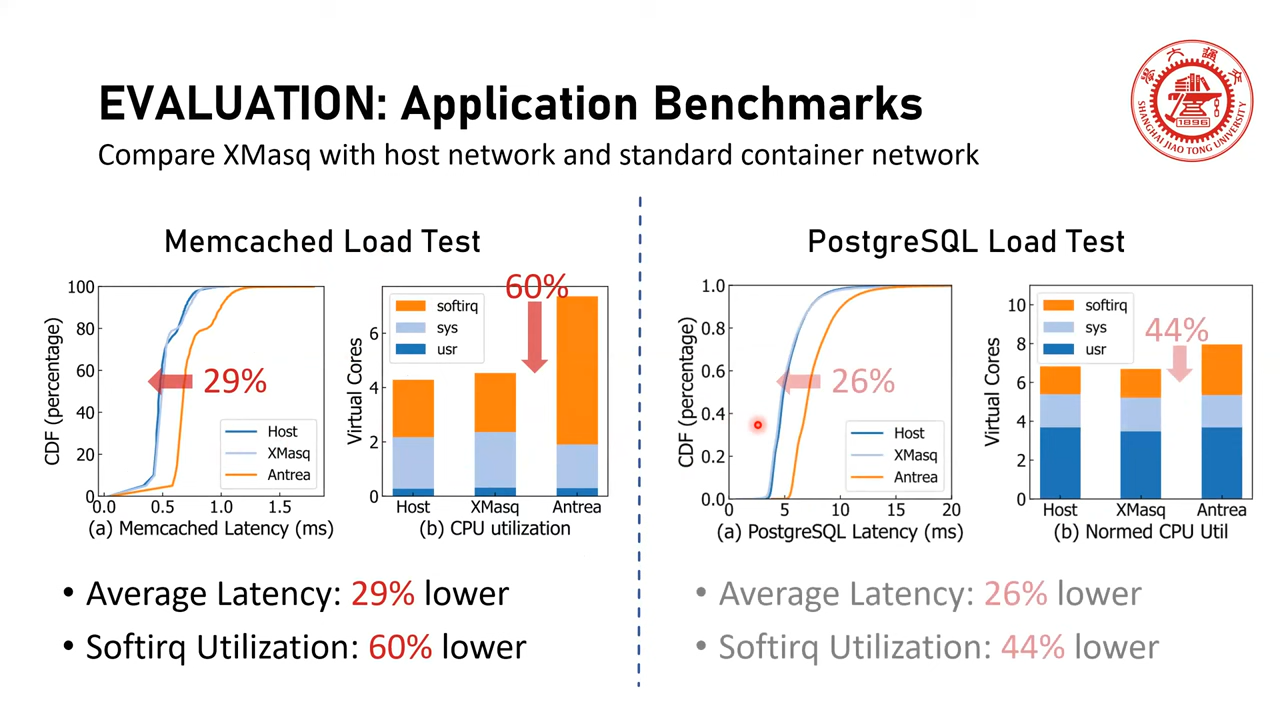 EVALUATION: Application Benchmarks
Compare XMasq with host network and standard container network
上海交通大學
SHANGHAI JIAO TONG UNIVERSITY
1896
Memcached Load Test
100
80
60
40
20
0
CDF (percentage)
29%
Host
XMasq
Antrea
0.0
0.5
1.0
1.5
(a) Memcached Latency (ms)
60%
softirq
sys
usr
6
4
2
0
Virtual Cores
Host
XMasq
Antrea
(b) CPU utilization
• Average Latency: 29% lower
• Softirq Utilization: 60% lower
PostgreSQL Load Test
1.0
0.8
0.6
0.4
0.2
0.0
CDF (percentage)
26%
Host
XMasq
Antrea
0
5
10
15
20
(a) PostgreSQL Latency (ms)
softirq
sys
usr
44%
10
8
6
4
2
0
Virtual Cores
Host
XMasq
Antrea
(b) Normed CPU Util
• Average Latency: 26% lower
• Softirq Utilization: 44% lower